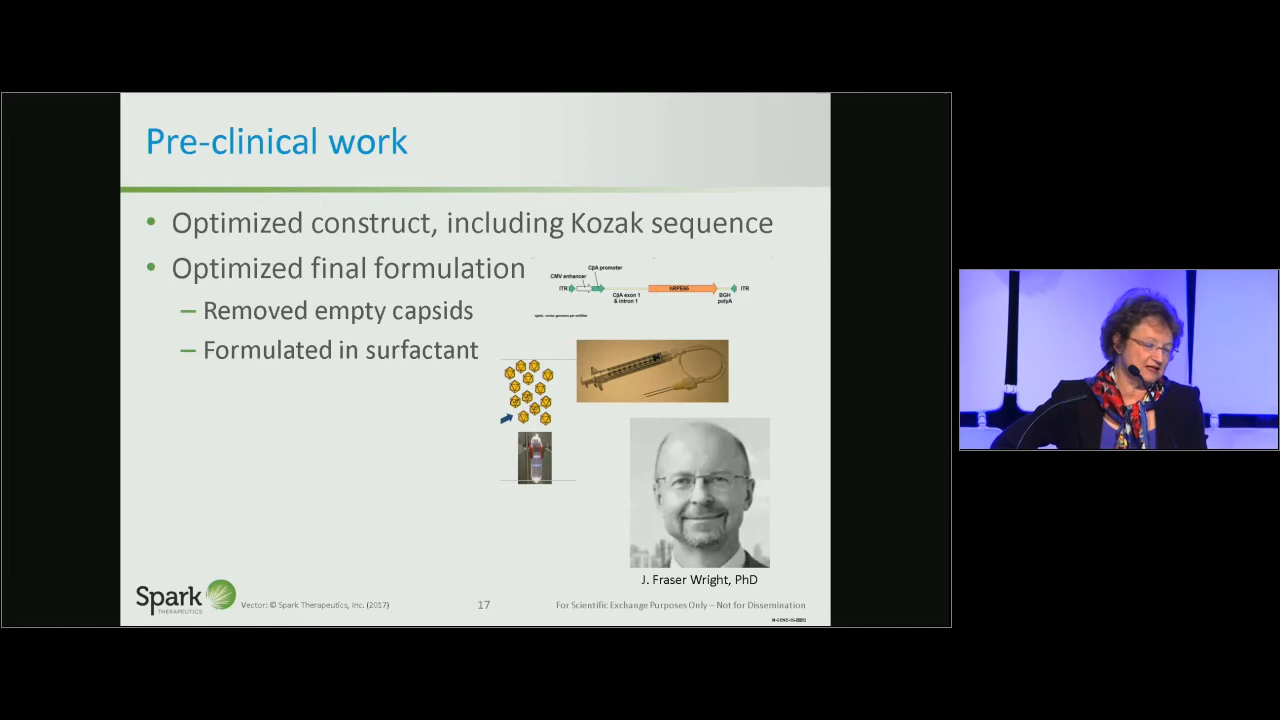 Pre-clinical work
• Optimized construct, including Kozak sequence
• Optimized final formulation
– Removed empty capsids
– Formulated in surfactant
CβA promoter
CMV enhancer
ITR
hRPE65
ITR
CβA exon 1
& intron 1
BGH
polyA
J. Fraser Wright, PhD
Spark
THERAPEUTICS
Vector: © Spark Therapeutics, Inc. (2017)
17
For Scientific Exchange Purposes Only – Not for Dissemination